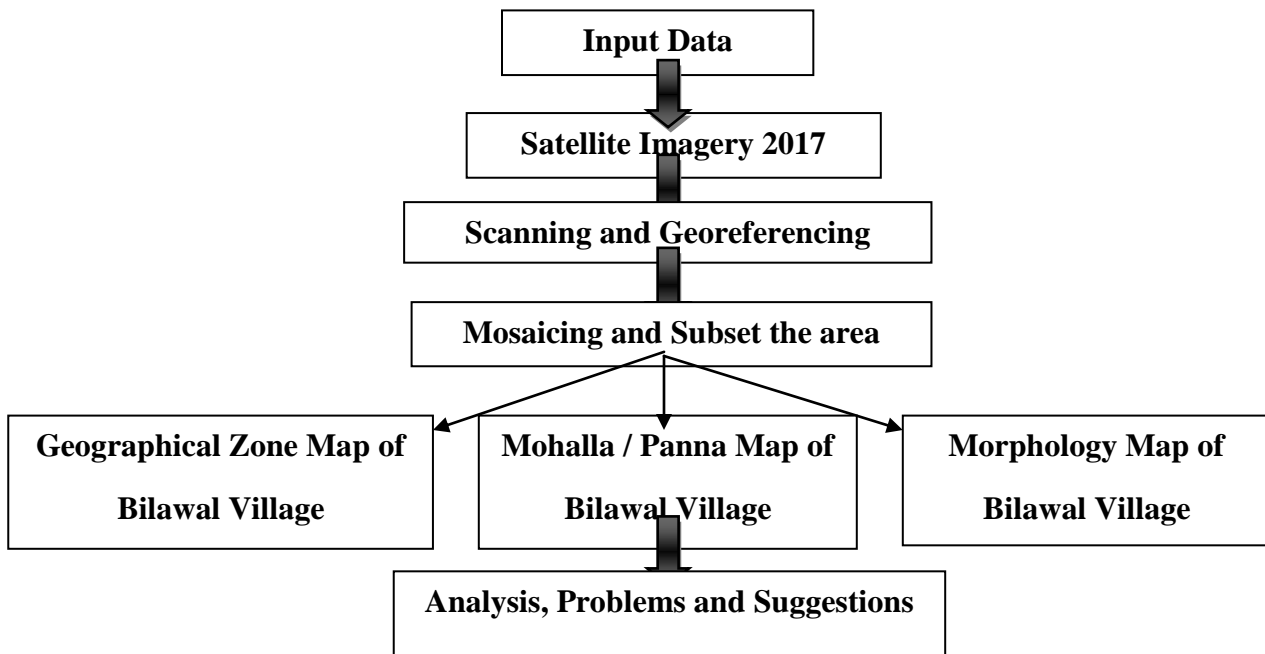 Input Data
Satellite Imagery 2017
Scanning and Georeferencing
Mosaicing and Subset the area
Geographical Zone Map of
Bilawal Village
Mohalla / Panna Map of
Bilawal Village
Morphology Map of
Bilawal Village
Analysis, Problems and Suggestions